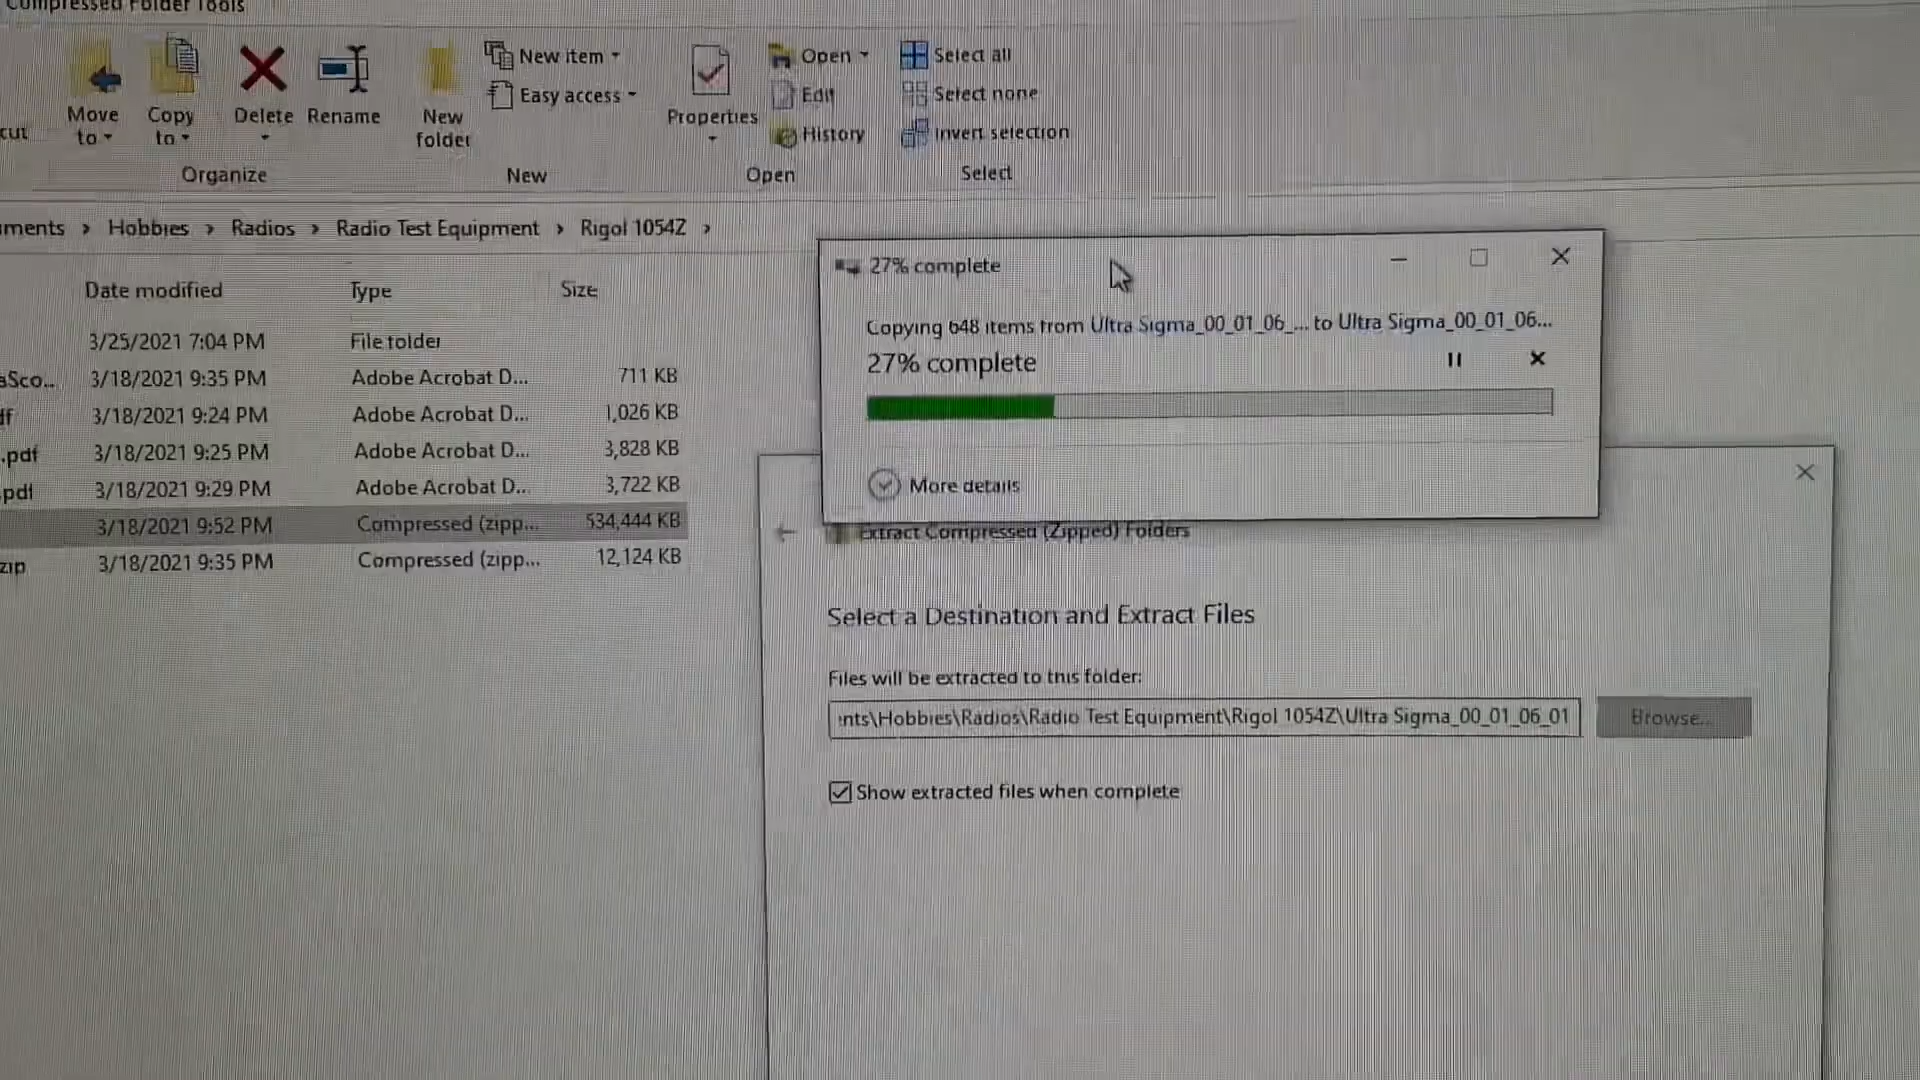 Compressed Folder Tools
cut
Move to
Copy to
Delete
Rename
New folder
New item
Easy access
Properties
Open
Edit
History
Select all
Select none
Invert selection
Organize
New
Open
Select
ments > Hobbies > Radios > Radio Test Equipment > Rigol 1054Z >
Date modified Type Size
3/25/2021 7:04 PM File folder
aSco... 3/18/2021 9:35 PM Adobe Acrobat D... 711 KB
df 3/18/2021 9:24 PM Adobe Acrobat D... 1,026 KB
.pdf 3/18/2021 9:25 PM Adobe Acrobat D... 3,828 KB
.pdf 3/18/2021 9:29 PM Adobe Acrobat D... 3,722 KB
3/18/2021 9:52 PM Compressed (zipp... 534,444 KB
zip 3/18/2021 9:35 PM Compressed (zipp... 12,124 KB
27% complete
Copying 648 items from Ultra Sigma_00_01_06_... to Ultra Sigma_00_01_06...
27% complete
More details
Extract Compressed (Zipped) Folders
Select a Destination and Extract Files
Files will be extracted to this folder:
nts\Hobbies\Radios\Radio Test Equipment\Rigol 1054Z\Ultra Sigma_00_01_06_01
Browse...
Show extracted files when complete